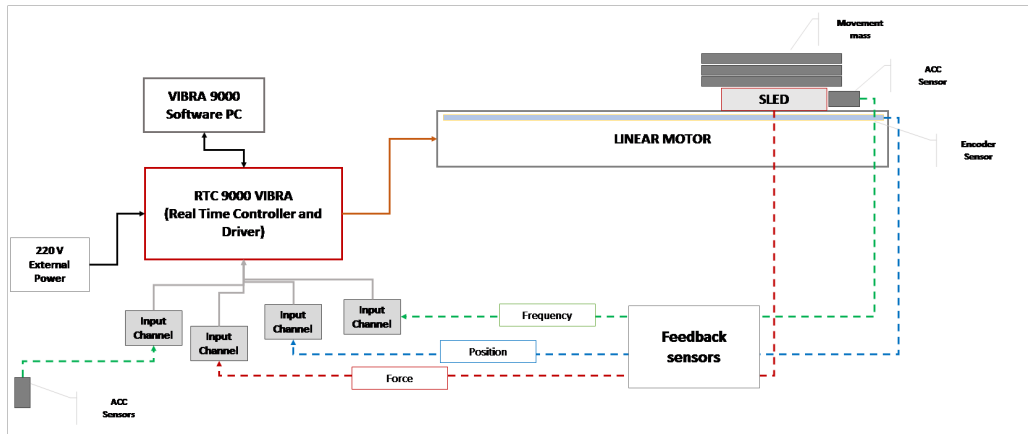 Movement
mass
ACC
Sensor
VIBRA 9000
Software PC
SLED
LINEAR MOTOR
Encoder
Sensor
RTC 9000 VIBRA
(Real Time Controller and
Driver)
220 V
External
Power
Input
Channel
Input
Channel
Input
Channel
Input
Channel
Frequency
Position
Force
Feedback
sensors
ACC
Sensors